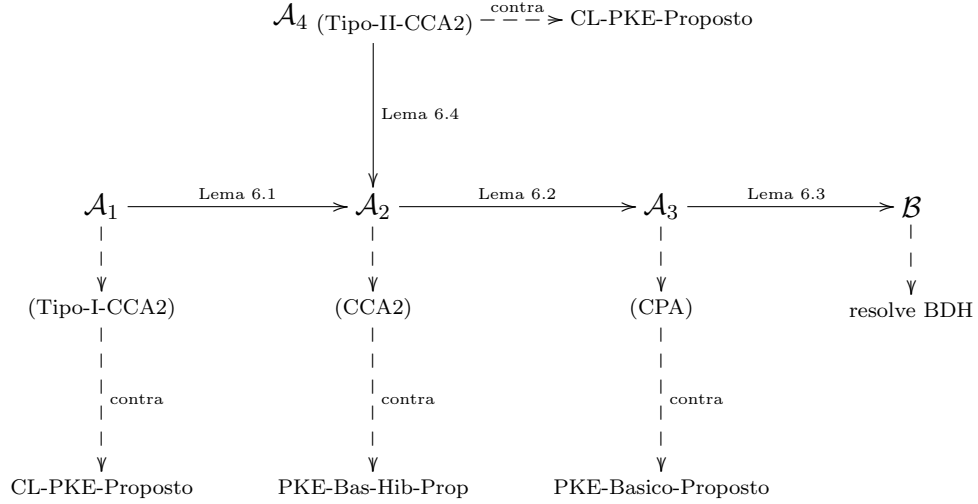 𝒜₄ (Tipo-II-CCA2) contra CL-PKE-Proposto
Lema 6.4
𝒜₁ Lema 6.1 𝒜₂ Lema 6.2 𝒜₃ Lema 6.3 ℬ
(Tipo-I-CCA2) (CCA2) (CPA) resolve BDH
contra contra contra
CL-PKE-Proposto PKE-Bas-Hib-Prop PKE-Basico-Proposto